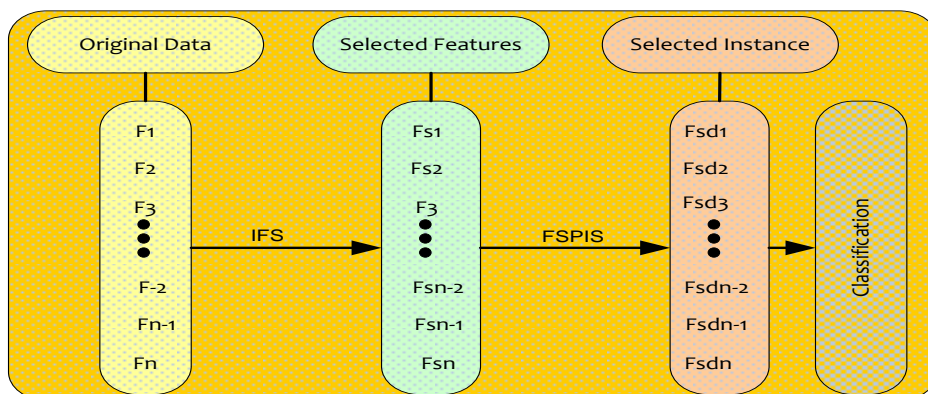 Original Data
Selected Features
Selected Instance
F1
F2
F3
F-2
Fn-1
Fn
IFS
Fs1
Fs2
F3
Fsn-2
Fsn-1
Fsn
FSPIS
Fsd1
Fsd2
Fsd3
Fsdn-2
Fsdn-1
Fsdn
Classification